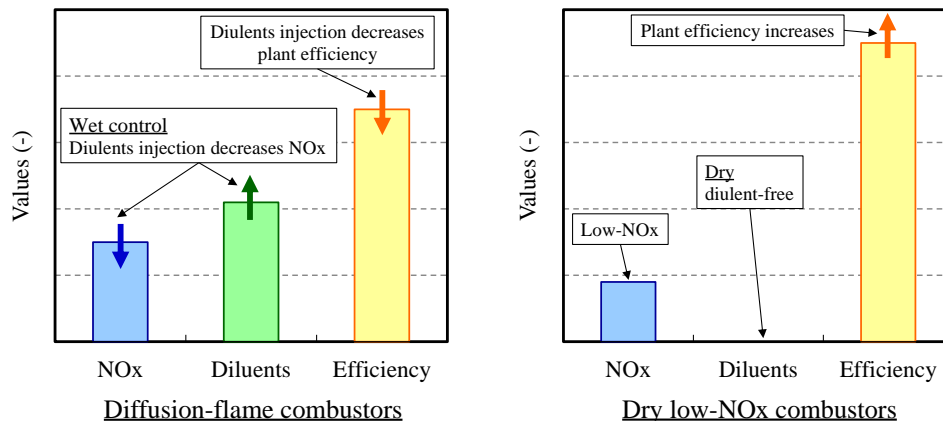 Values (-)
Diulents injection decreases
plant efficiency
Wet control
Diulents injection decreases NOx
NOx
Diluents
Efficiency
Diffusion-flame combustors
Values (-)
Plant efficiency increases
Dry
diulent-free
Low-NOx
NOx
Diluents
Efficiency
Dry low-NOx combustors